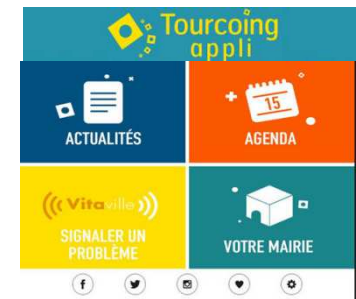 Tourcoing
appli
ACTUALITÉS
15
AGENDA
((( Vitaville )))
SIGNALER UN
PROBLÈME
VOTRE MAIRIE